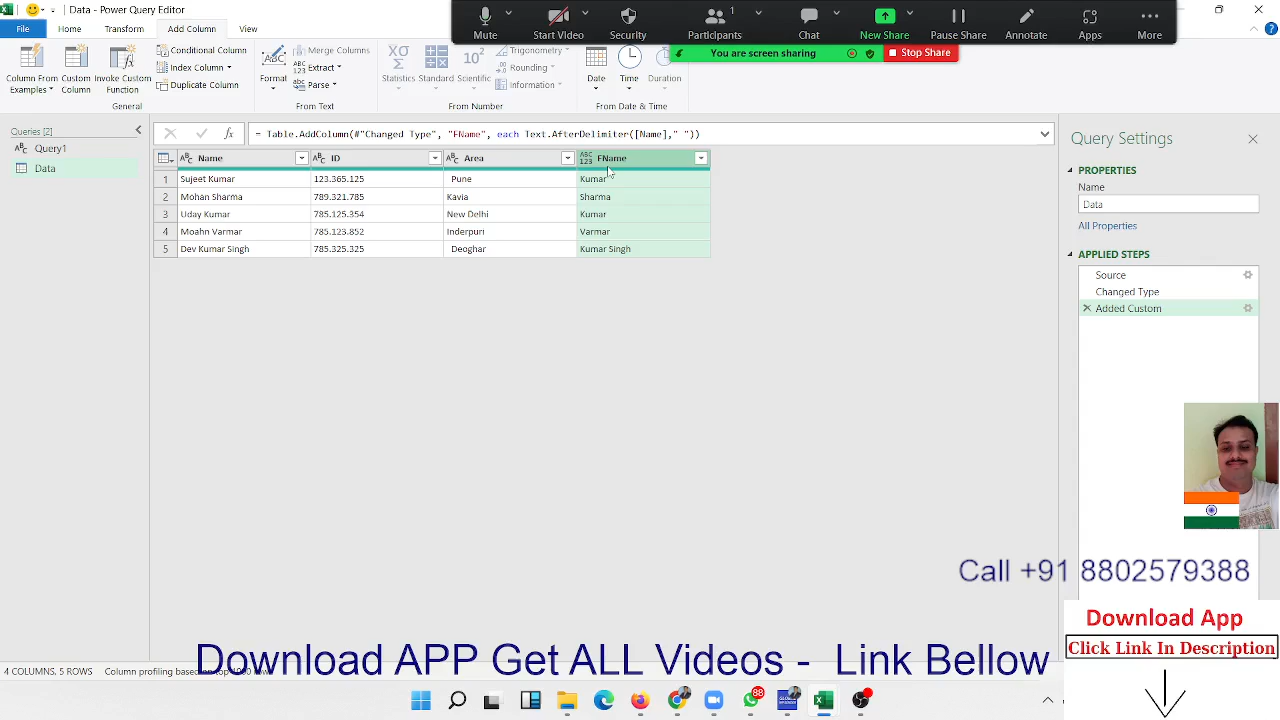 Data - Power Query Editor
File
Home
Transform
Add Column
View
Mute
Start Video
Security
Participants
1
Chat
New Share
Pause Share
Annotate
Apps
More
You are screen sharing
Stop Share
Column From Examples
Custom Column
Invoke Custom Function
Conditional Column
Index Column
Duplicate Column
General
Format
Merge Columns
Extract
Parse
From Text
Statistics
Standard
Scientific
Trigonometry
Rounding
Information
From Number
Date
Time
Duration
From Date & Time
Queries [2]
Query1
Data
= Table.AddColumn(#"Changed Type", "FName", each Text.AfterDelimiter([Name]," "))
Name ID Area FName
1 Sujeet Kumar 123.365.125 Pune Kumar
2 Mohan Sharma 789.321.785 Kavia Sharma
3 Uday Kumar 785.125.354 New Delhi Kumar
4 Moahn Varmar 785.123.852 Inderpuri Varmar
5 Dev Kumar Singh 785.325.325 Deoghar Kumar Singh
Query Settings
PROPERTIES
Name
Data
All Properties
APPLIED STEPS
Source
Changed Type
Added Custom
Call +91 8802579388
Download App
Click Link In Description
Download APP Get ALL Videos - Link Bellow
4 COLUMNS, 5 ROWS
Column profiling based
rows
88